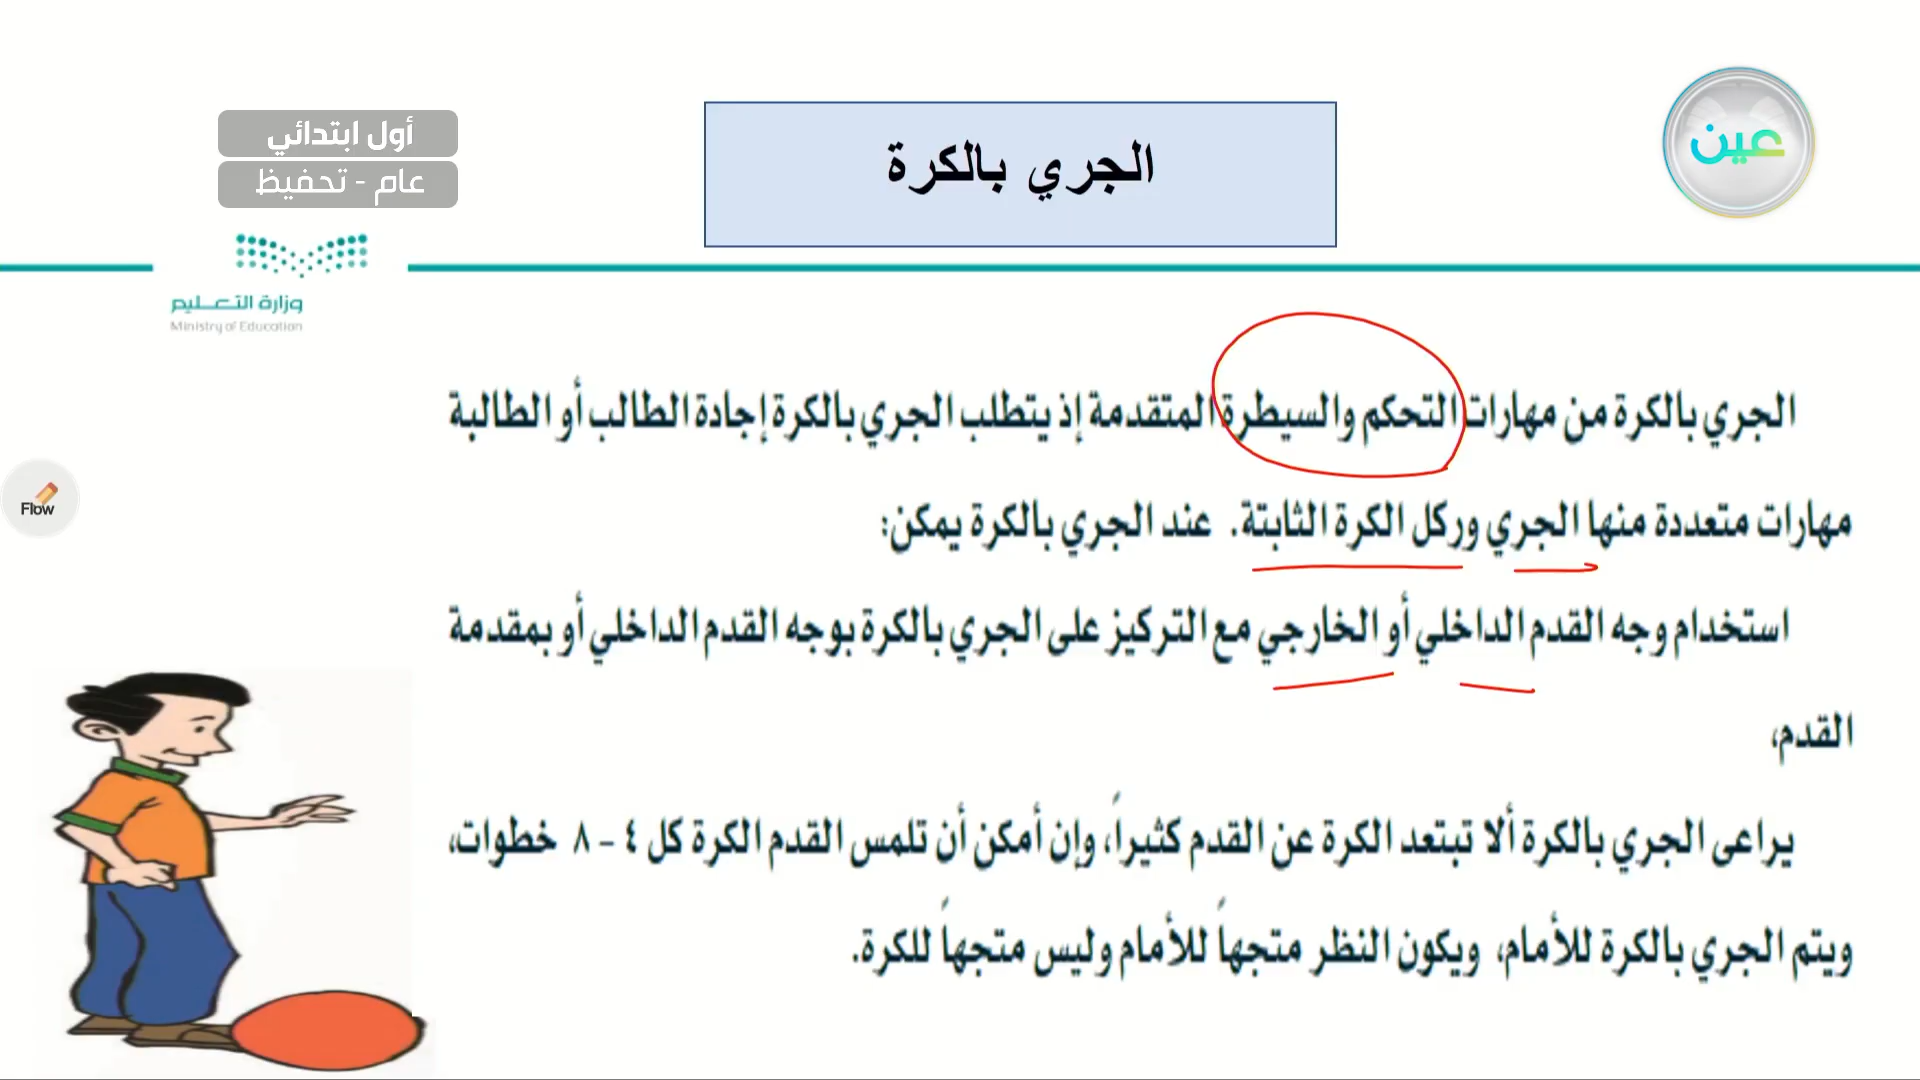 أول ابتدائي
عام - تحفيظ
الجري بالكرة
عين
وزارة التعليم
Ministry of Education
الجري بالكرة من مهارات التحكم والسيطرة المتقدمة إذ يتطلب الجري بالكرة إجادة الطالب أو الطالبة
مهارات متعددة منها الجري وركل الكرة الثابتة. عند الجري بالكرة يمكن:
استخدام وجه القدم الداخلي أو الخارجي مع التركيز على الجري بالكرة بوجه القدم الداخلي أو بمقدمة
القدم،
يراعى الجري بالكرة ألا تبتعد الكرة عن القدم كثيراً، وإن أمكن أن تلمس القدم الكرة كل ٤ - ٨ خطوات،
ويتم الجري بالكرة للأمام، ويكون النظر متجهاً للأمام وليس متجهاً للكرة.
Flow